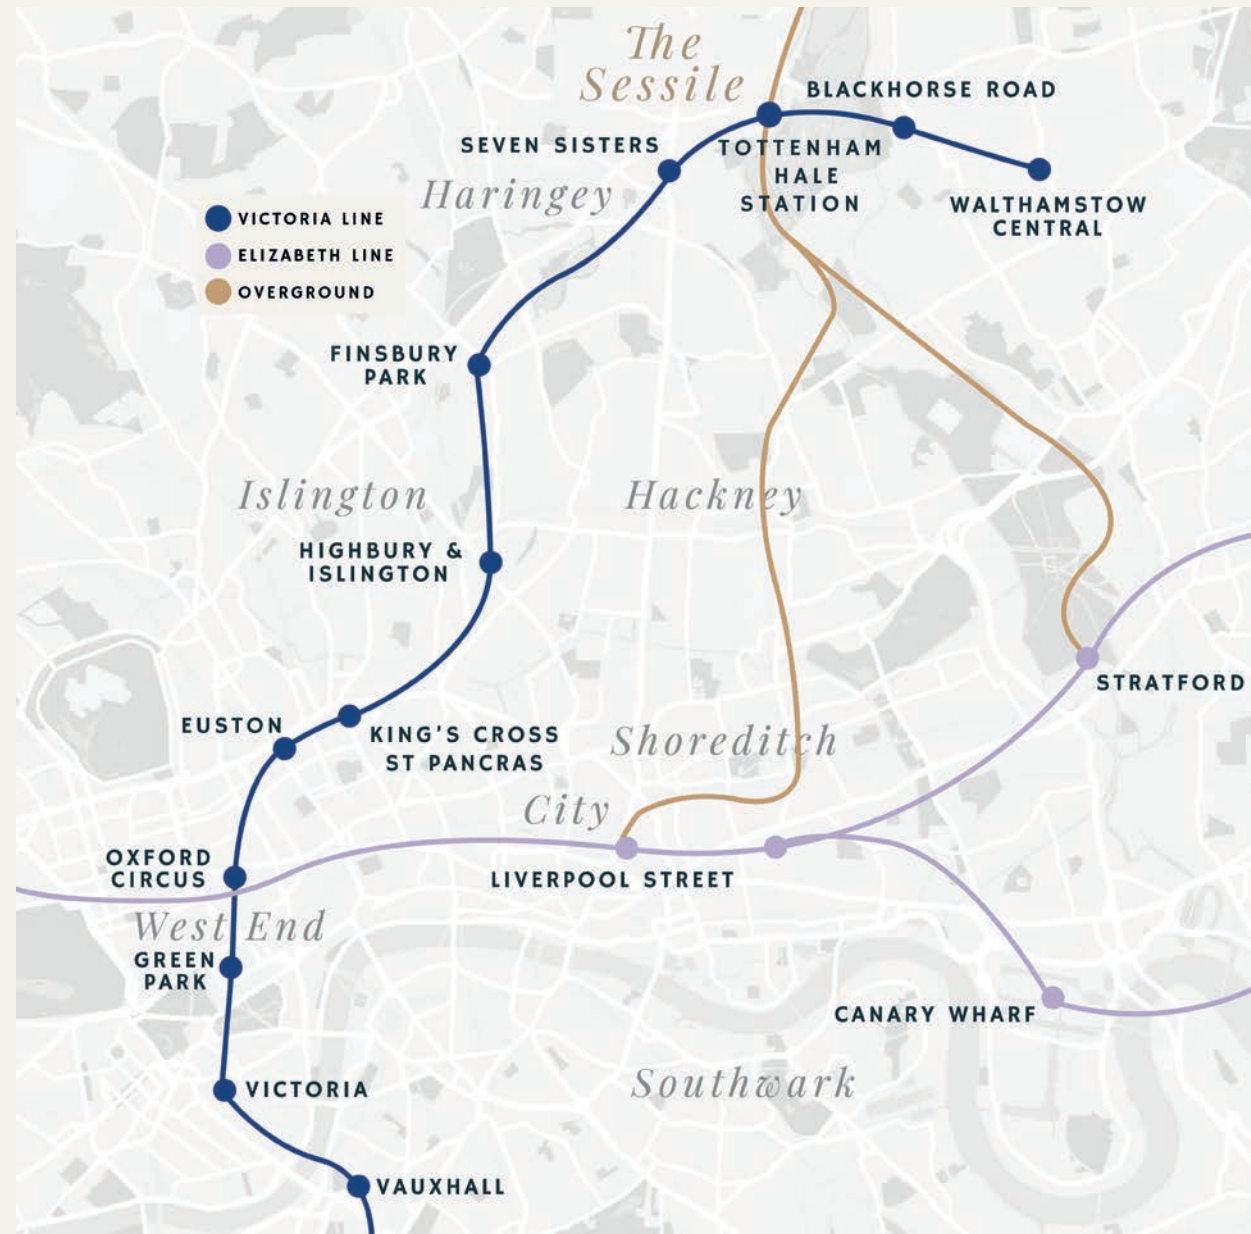 The
Sessile
BLACKHORSE ROAD
SEVEN SISTERS
TOTTENHAM
HALE
STATION
Haringey
WALTHAMSTOW
CENTRAL
VICTORIA LINE
ELIZABETH LINE
OVERGROUND
FINSBURY
PARK
Islington
Hackney
HIGHBURY &
ISLINGTON
STRATFORD
EUSTON
KING'S CROSS
ST PANCRAS
Shoreditch
City
OXFORD
CIRCUS
LIVERPOOL STREET
West End
GREEN
PARK
CANARY WHARF
Southwark
VICTORIA
VAUXHALL